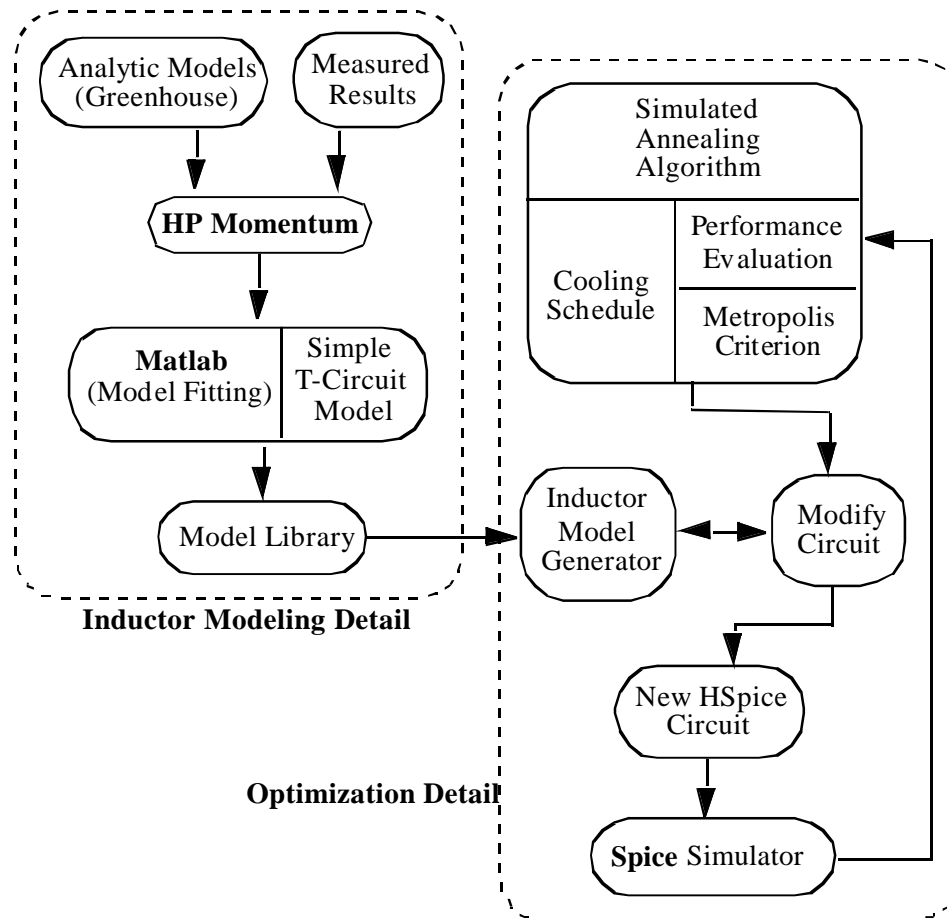 Analytic Models
(Greenhouse)
Measured
Results
HP Momentum
Matlab
(Model Fitting)
Simple
T-Circuit
Model
Model Library
Inductor Modeling Detail
Simulated
Annealing
Algorithm
Cooling
Schedule
Performance
Evaluation
Metropolis
Criterion
Inductor
Model
Generator
Modify
Circuit
New HSpice
Circuit
Optimization Detail
Spice Simulator